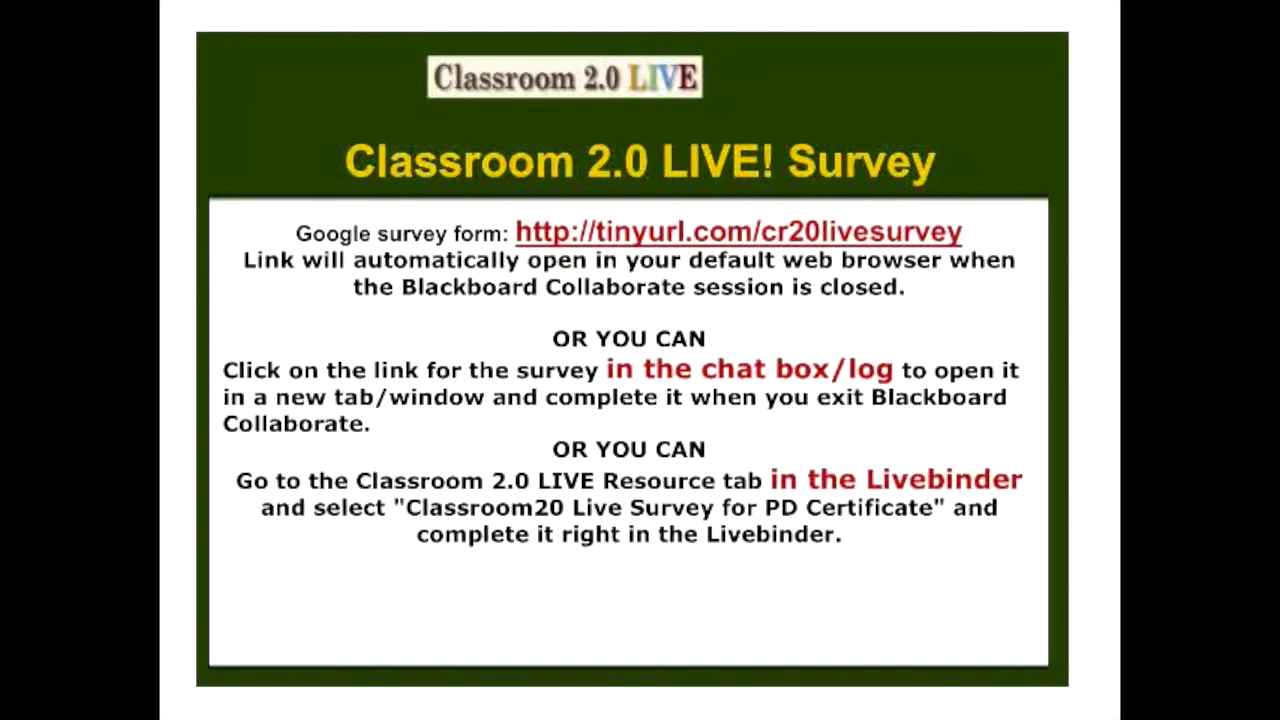 Classroom 2.0 LIVE
Classroom 2.0 LIVE! Survey
Google survey form: http://tinyurl.com/cr20livesurvey
Link will automatically open in your default web browser when
the Blackboard Collaborate session is closed.
OR YOU CAN
Click on the link for the survey in the chat box/log to open it
in a new tab/window and complete it when you exit Blackboard
Collaborate.
OR YOU CAN
Go to the Classroom 2.0 LIVE Resource tab in the Livebinder
and select "Classroom20 Live Survey for PD Certificate" and
complete it right in the Livebinder.